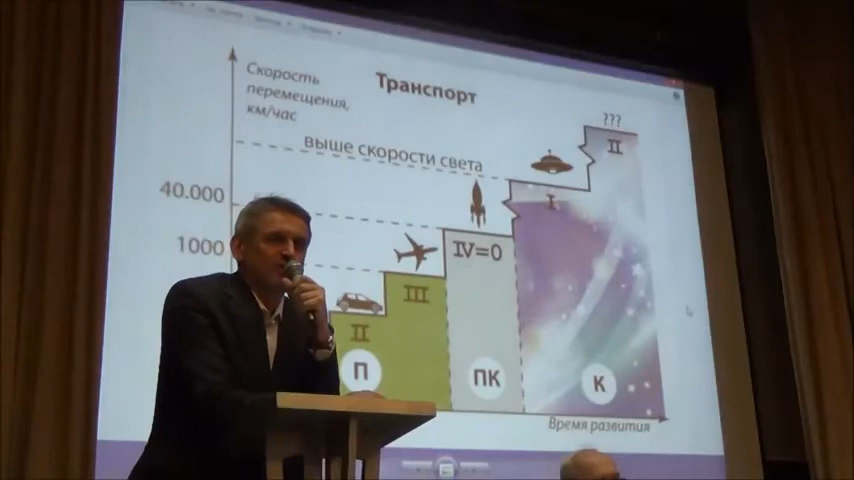 Транспорт
Скорость
перемещения,
км/час
???
II
выше скорости света
40.000
I
IV=0
1000
III
II
П
ПК
К
Время развития